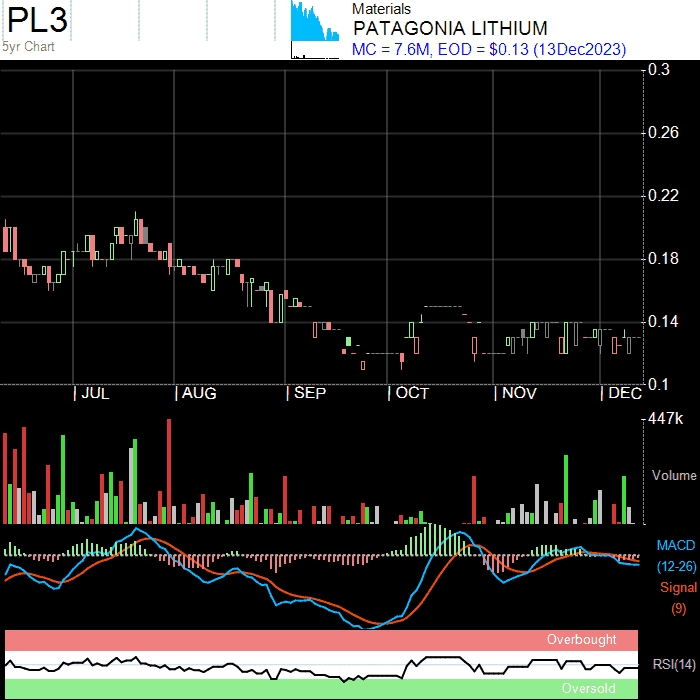 PL3
5yr Chart
Materials
PATAGONIA LITHIUM
MC = 7.6M, EOD = $0.13 (13Dec2023)
0.3
0.26
0.22
0.18
0.14
0.1
JUL AUG SEP OCT NOV DEC
447k
Volume
MACD
(12-26)
Signal
(9)
Overbought
RSI(14)
Oversold